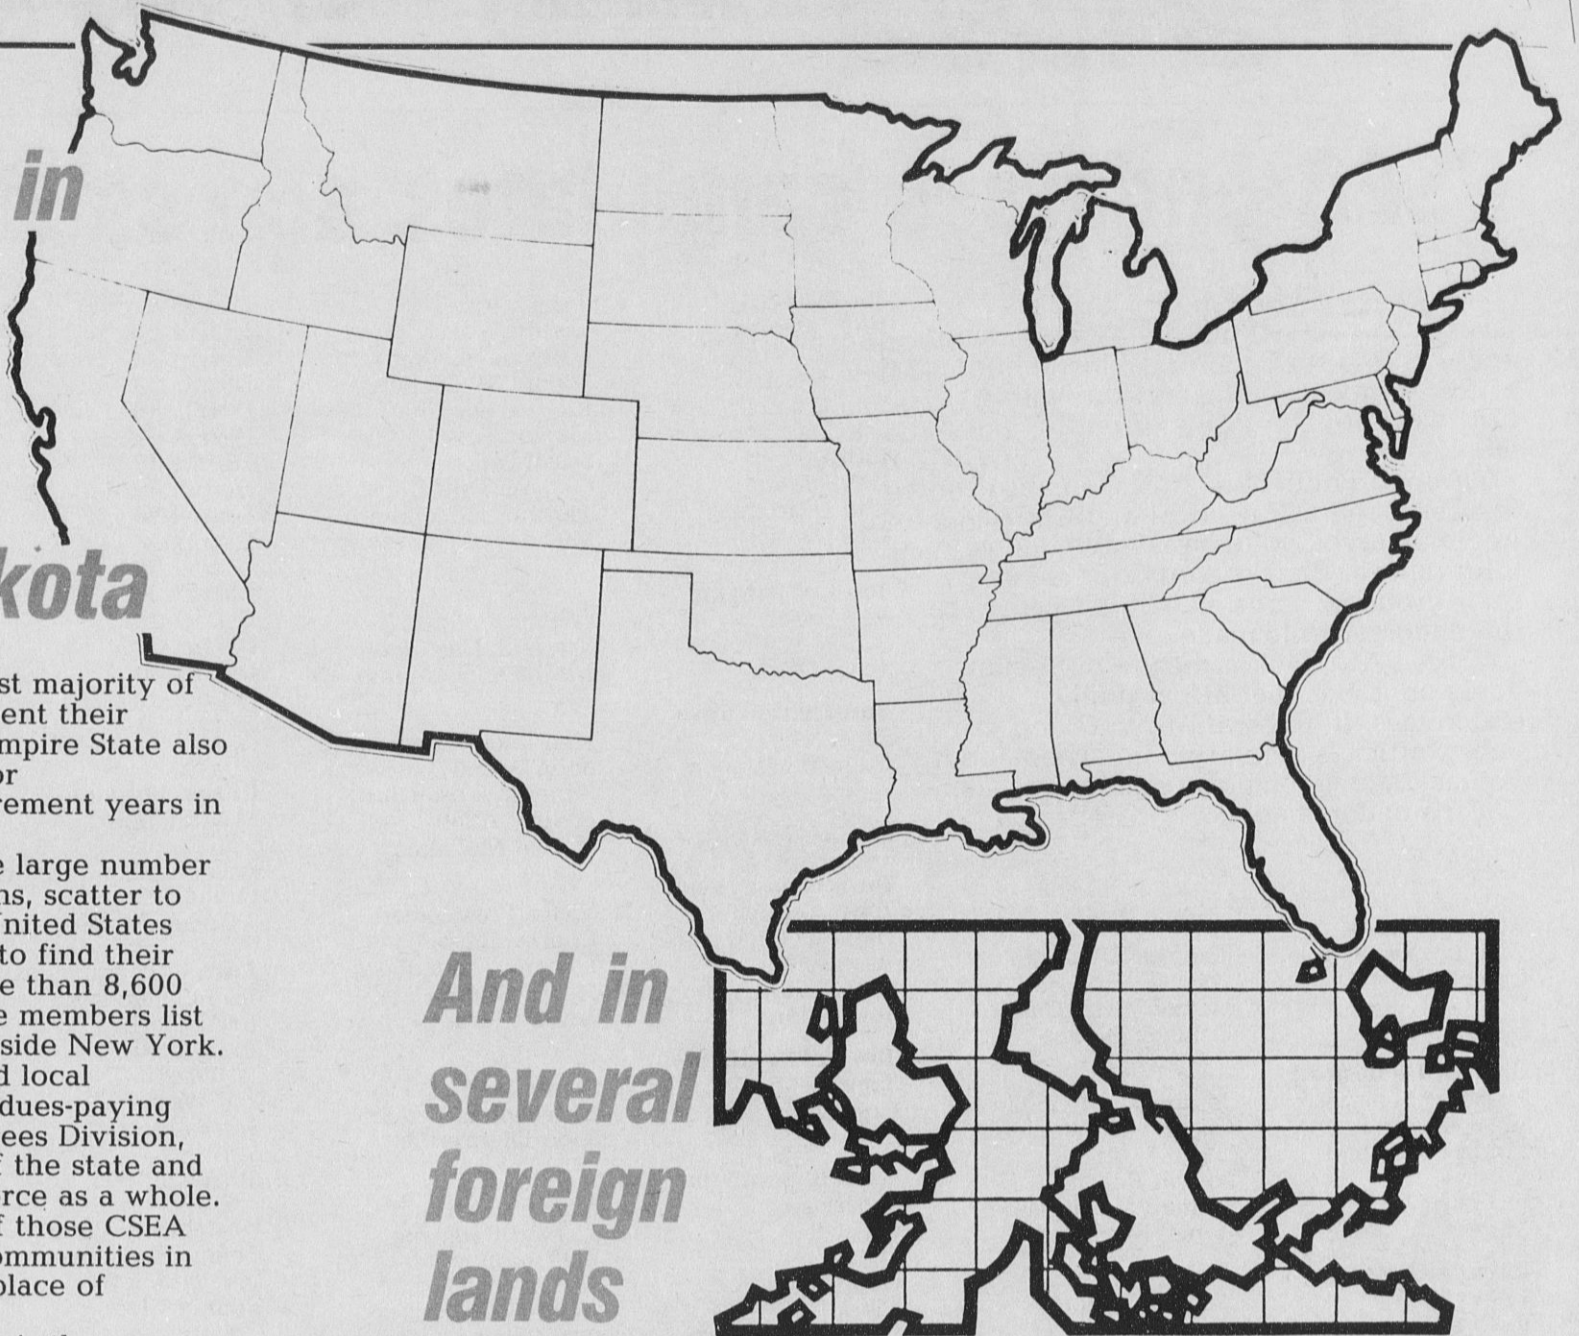 in
kota
st majority of
ent their
mpire State also
or
rement years in
e large number
ns, scatter to
United States
to find their
e than 8,600
e members list
side New York.
d local
dues-paying
ees Division,
f the state and
rce as a whole.
f those CSEA
ommunities in
place of
And in
several
foreign
lands